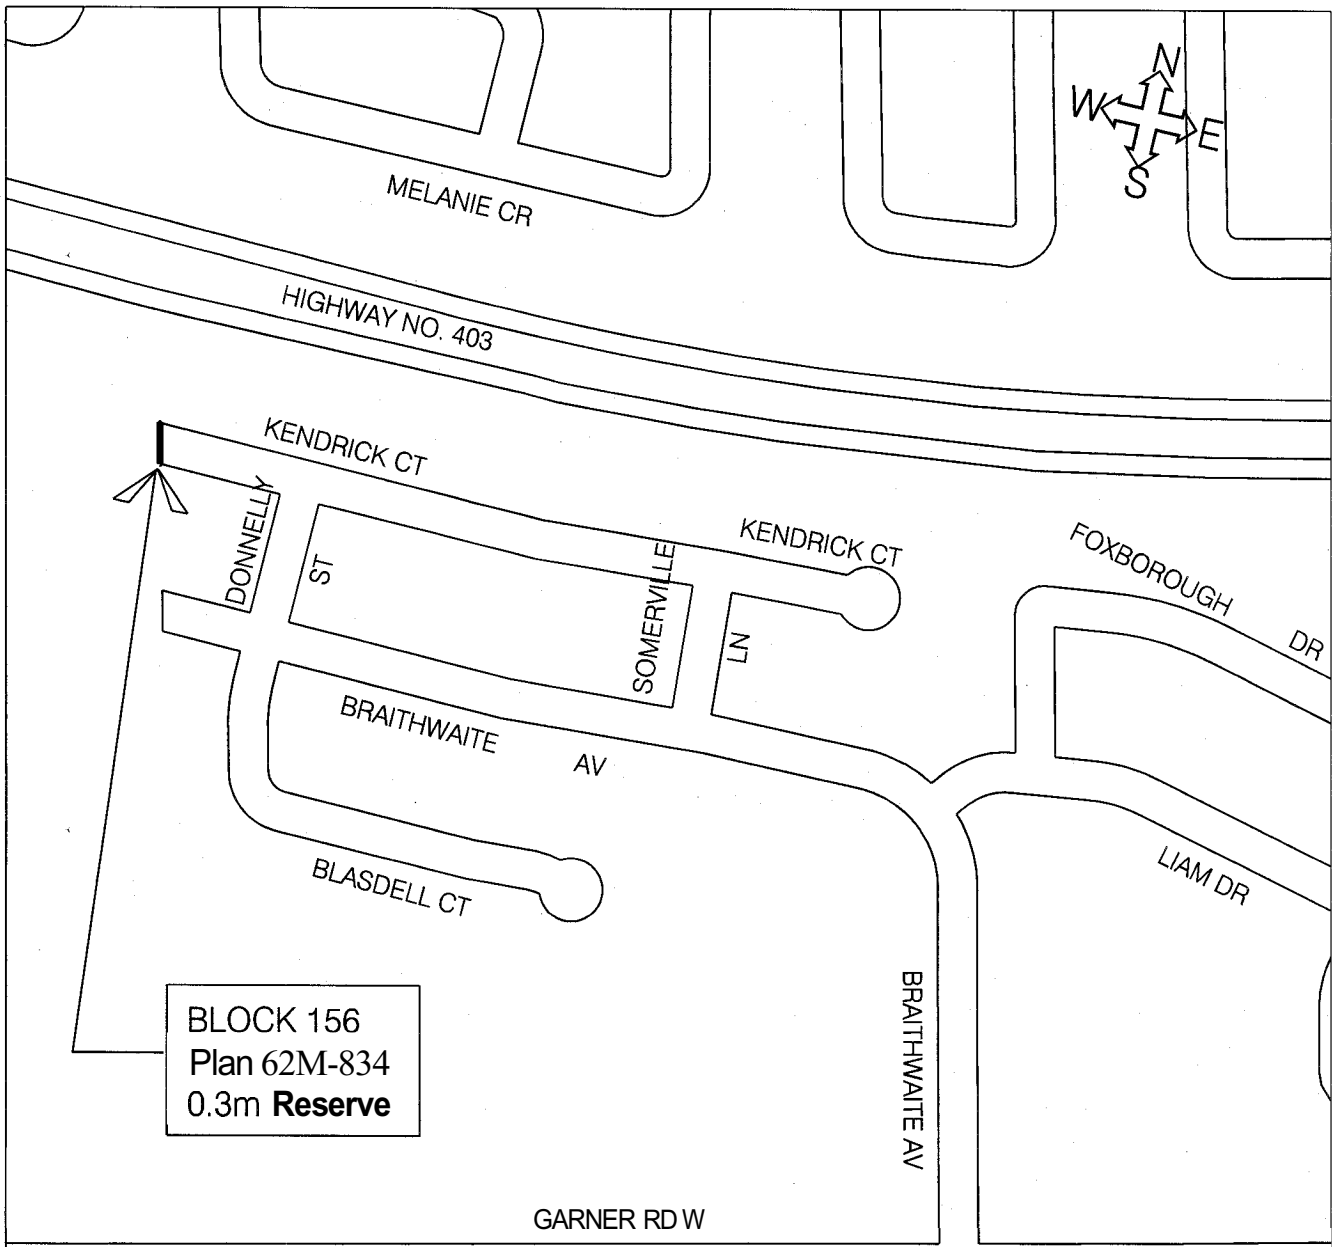 N
W
E
S
MELANIE CR
HIGHWAY NO. 403
KENDRICK CT
KENDRICK CT
DONNELLY
ST
SOMERVILLE
LN
FOXBOROUGH
DR
BRAITHWAITE
AV
BLASDELL CT
LIAM DR
BRAITHWAITE AV
BLOCK 156
Plan 62M-834
0.3m Reserve
GARNER RD W